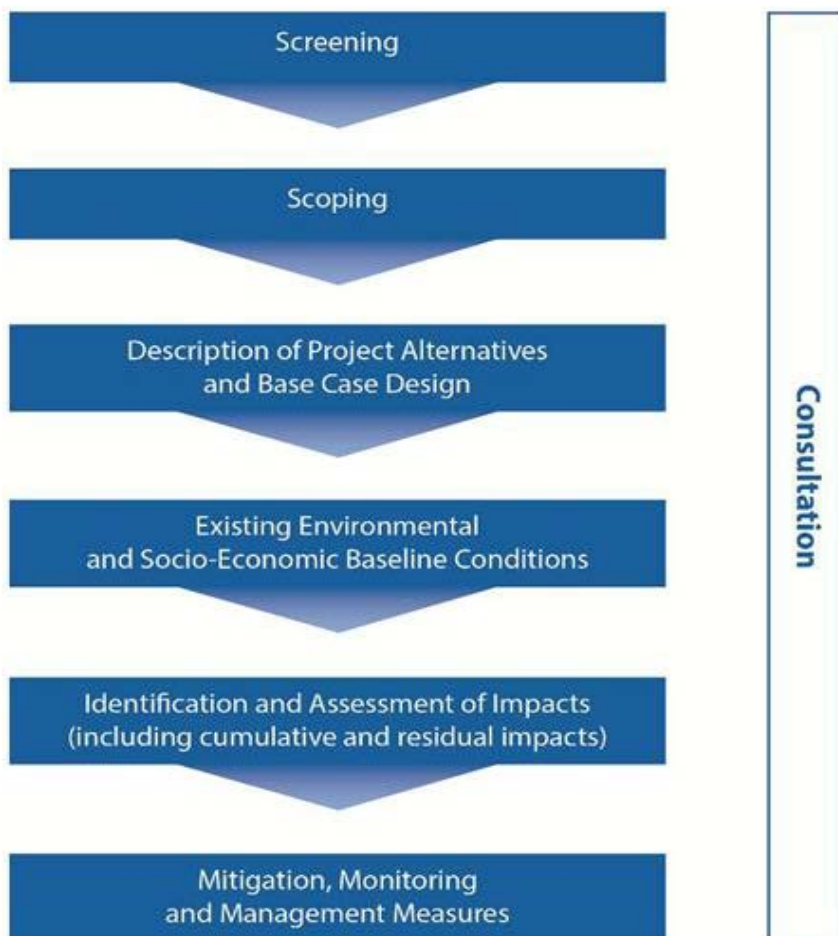 Screening
Scoping
Description of Project Alternatives
and Base Case Design
Existing Environmental
and Socio-Economic Baseline Conditions
Identification and Assessment of Impacts
(including cumulative and residual impacts)
Mitigation, Monitoring
and Management Measures
Consultation